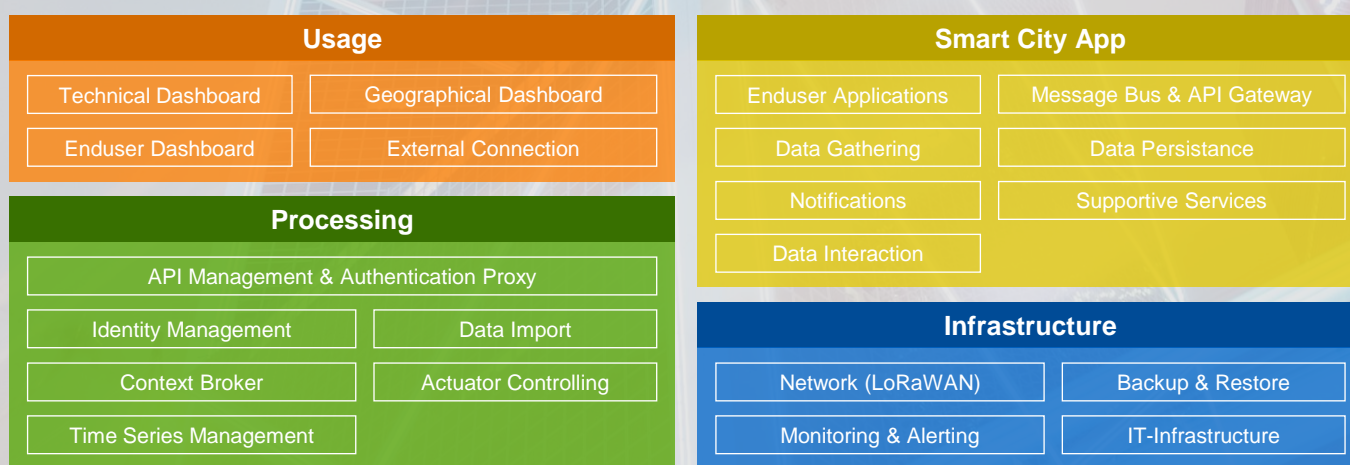 Usage
Technical Dashboard
Geographical Dashboard
Enduser Dashboard
External Connection
Processing
API Management & Authentication Proxy
Identity Management
Data Import
Context Broker
Actuator Controlling
Time Series Management
Smart City App
Enduser Applications
Message Bus & API Gateway
Data Gathering
Data Persistance
Notifications
Supportive Services
Data Interaction
Infrastructure
Network (LoRaWAN)
Backup & Restore
Monitoring & Alerting
IT-Infrastructure